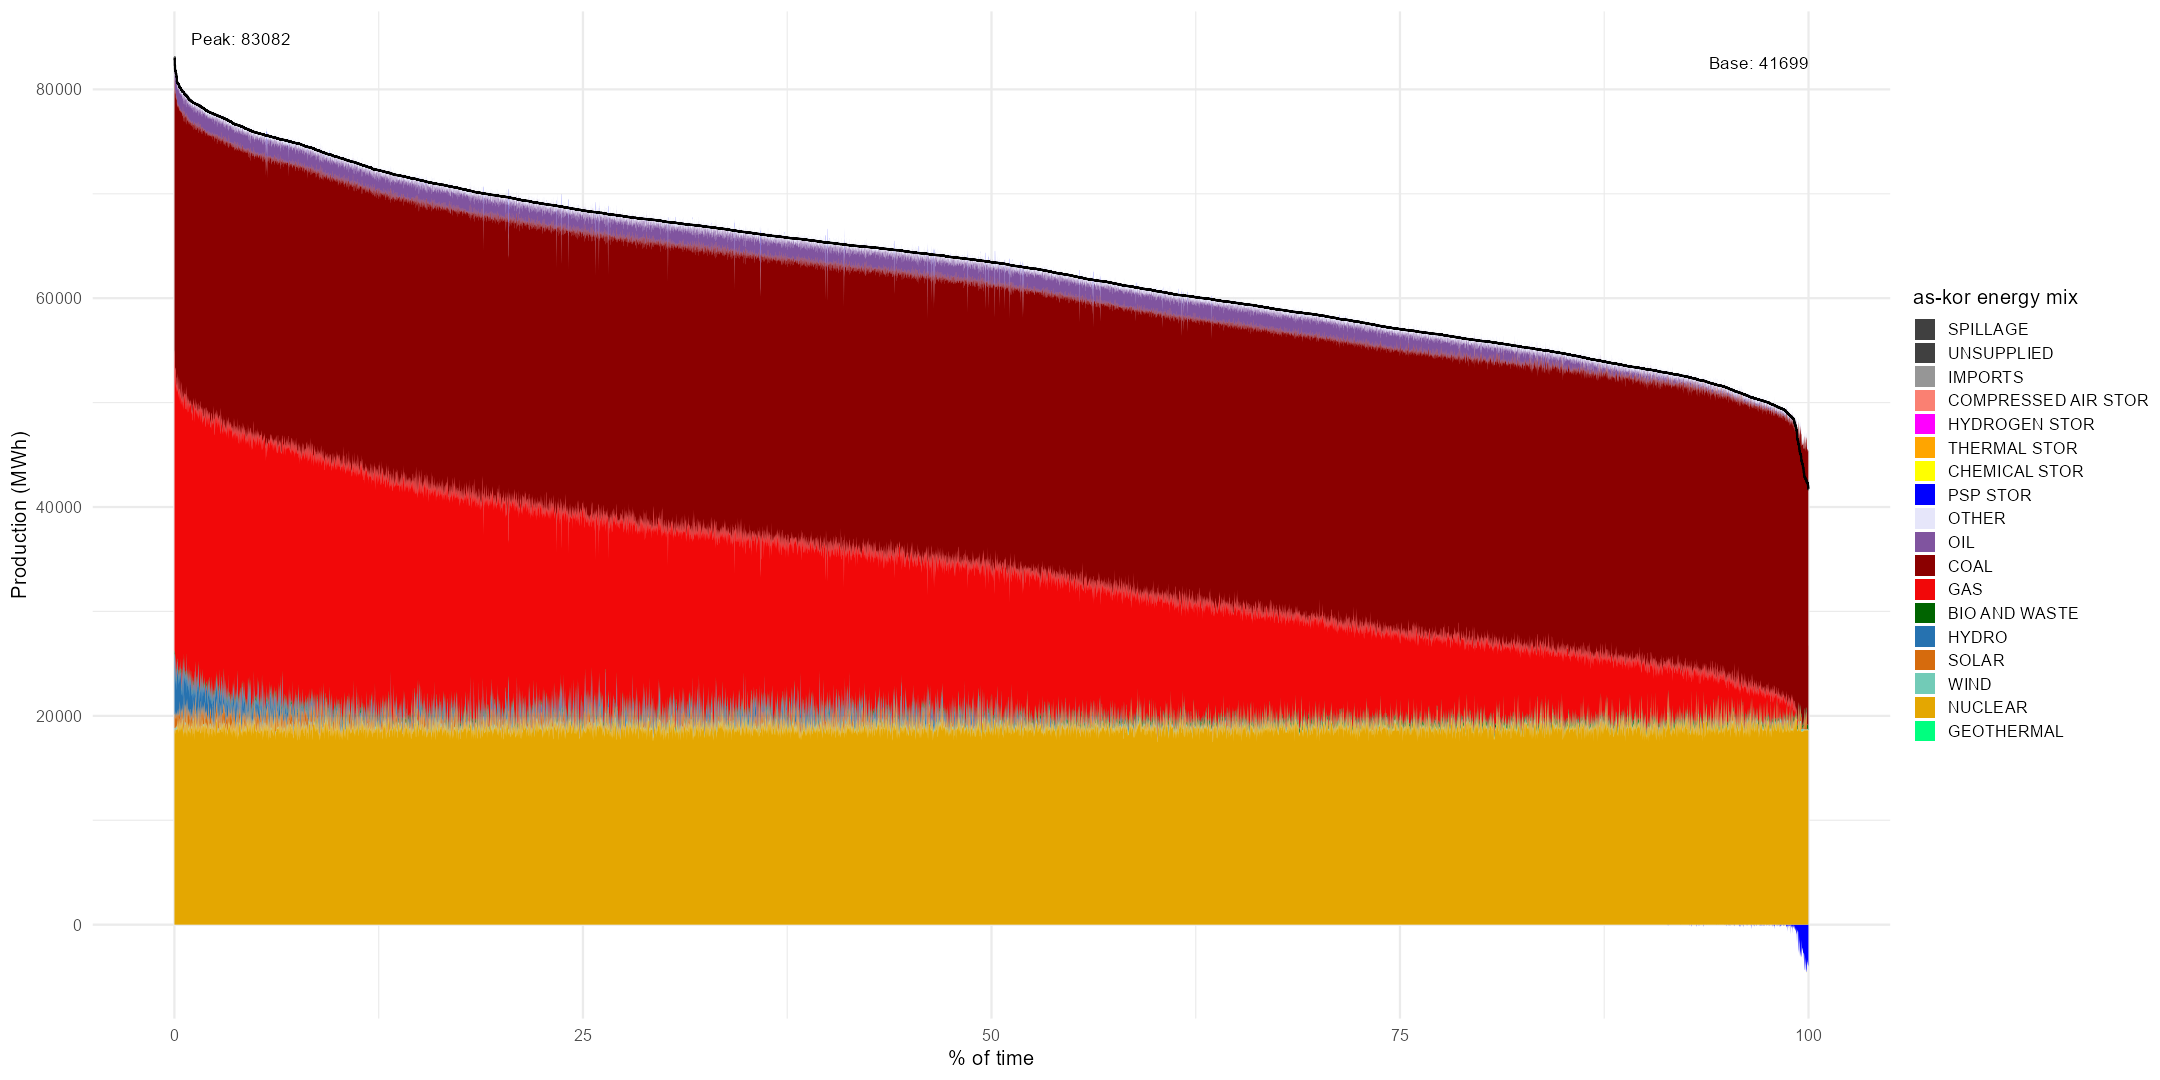 Peak: 83082
Base: 41699
Production (MWh)
80000
60000
40000
20000
0
0
25
50
75
100
% of time
as-kor energy mix
SPILLAGE
UNSUPPLIED
IMPORTS
COMPRESSED AIR STOR
HYDROGEN STOR
THERMAL STOR
CHEMICAL STOR
PSP STOR
OTHER
OIL
COAL
GAS
BIO AND WASTE
HYDRO
SOLAR
WIND
NUCLEAR
GEOTHERMAL